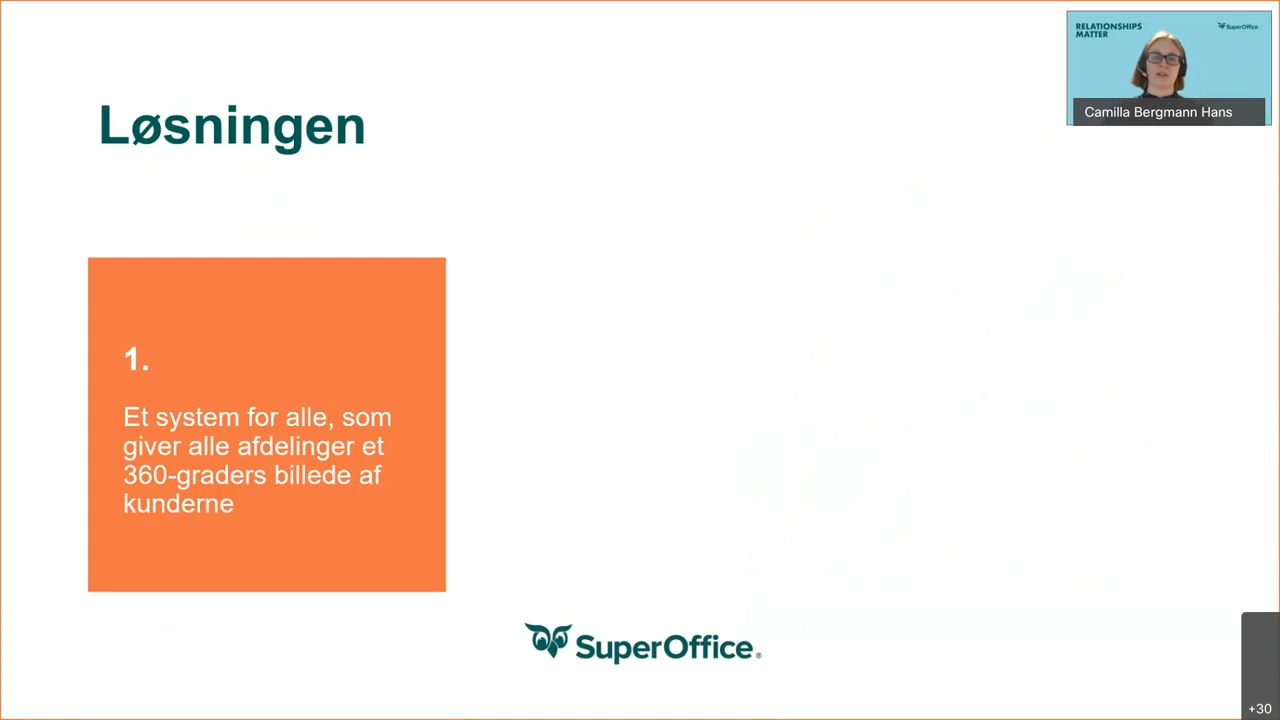 RELATIONSHIPS
MATTER
SuperOffice
Camilla Bergmann Hans
Løsningen
1.
Et system for alle, som
giver alle afdelinger et
360-graders billede af
kunderne
SuperOffice®
+30